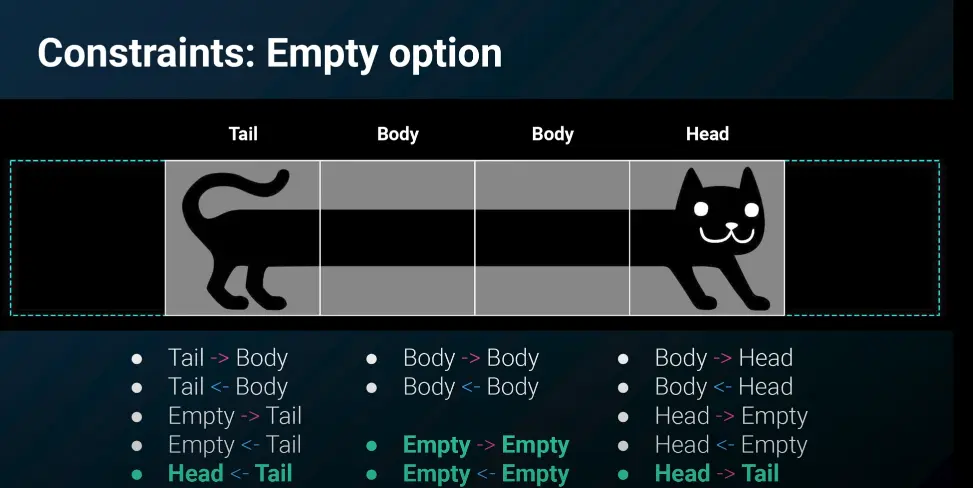 Constraints: Empty option
Tail
Body
Body
Head
Tail -> Body
Tail <- Body
Empty -> Tail
Empty <- Tail
Head <- Tail
Body -> Body
Body <- Body
Empty -> Empty
Empty <- Empty
Body -> Head
Body <- Head
Head -> Empty
Head <- Empty
Head -> Tail